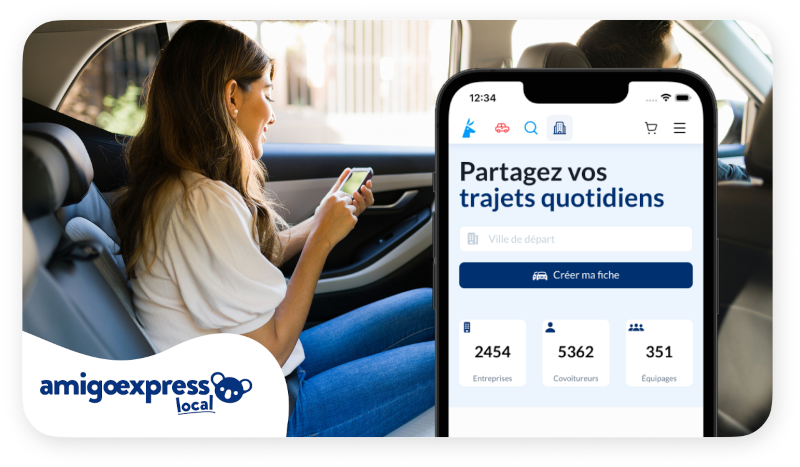 12:34
Partagez vos
trajets quotidiens
Ville de départ
Créer ma fiche
2454
5362
351
Entreprises
Covoitureurs
Équipages
amigoexpress
local